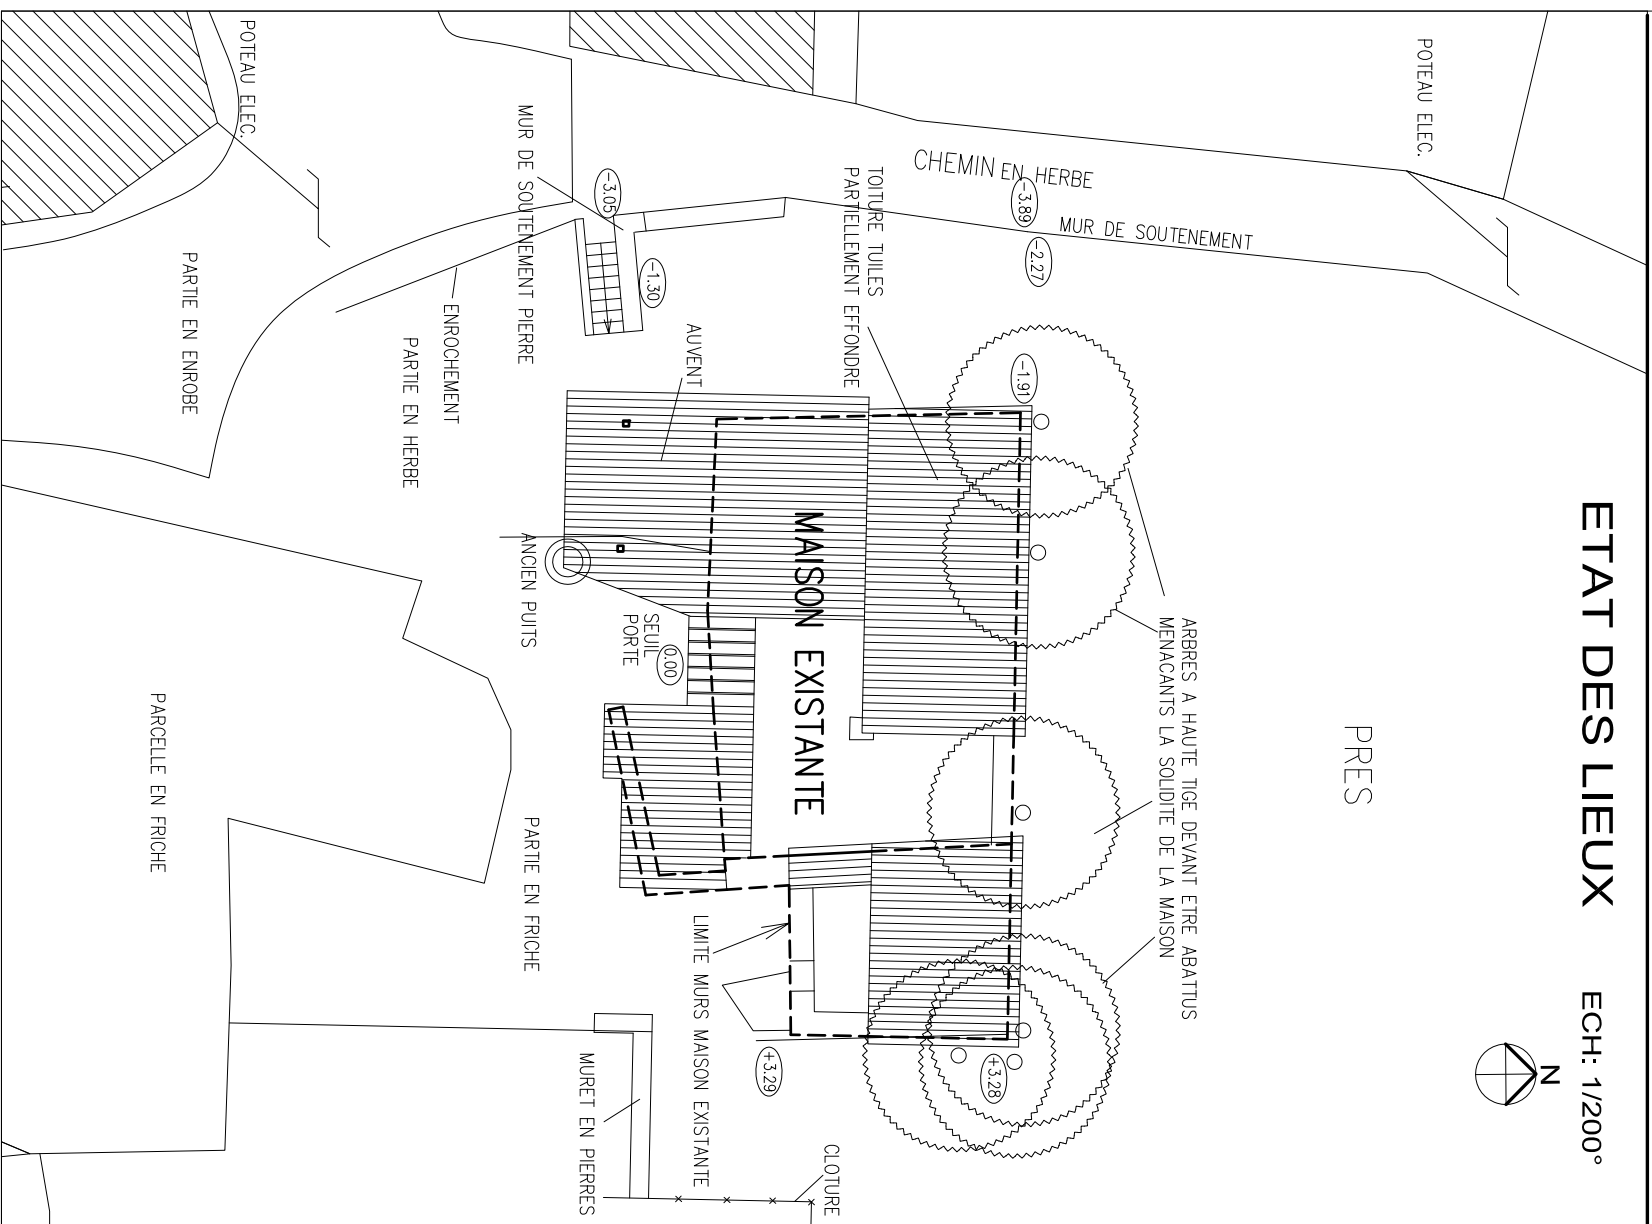 ETAT DES LIEUX ECH: 1/200°
N
PRES
POTEAU ELEC.
MUR DE SOUTENEMENT
CHEMIN EN HERBE
-3.89
-2.27
-1.91
ARBRES A HAUTE TIGE DEVANT ETRE ABATTUS
MENACANTS LA SOLIDITE DE LA MAISON
TOITURE TUILES
PARTIELLEMENT EFFONDRE
+3.28
MAISON EXISTANTE
CLOTURE
+3.29
AUVENT
LIMITE MURS MAISON EXISTANTE
-3.05
-1.30
SEUIL
PORTE
0.00
MURET EN PIERRES
MUR DE SOUTENEMENT PIERRE
ANCIEN PUITS
PARTIE EN FRICHE
ENROCHEMENT
PARTIE EN HERBE
POTEAU ELEC.
PARTIE EN ENROBE
PARCELLE EN FRICHE